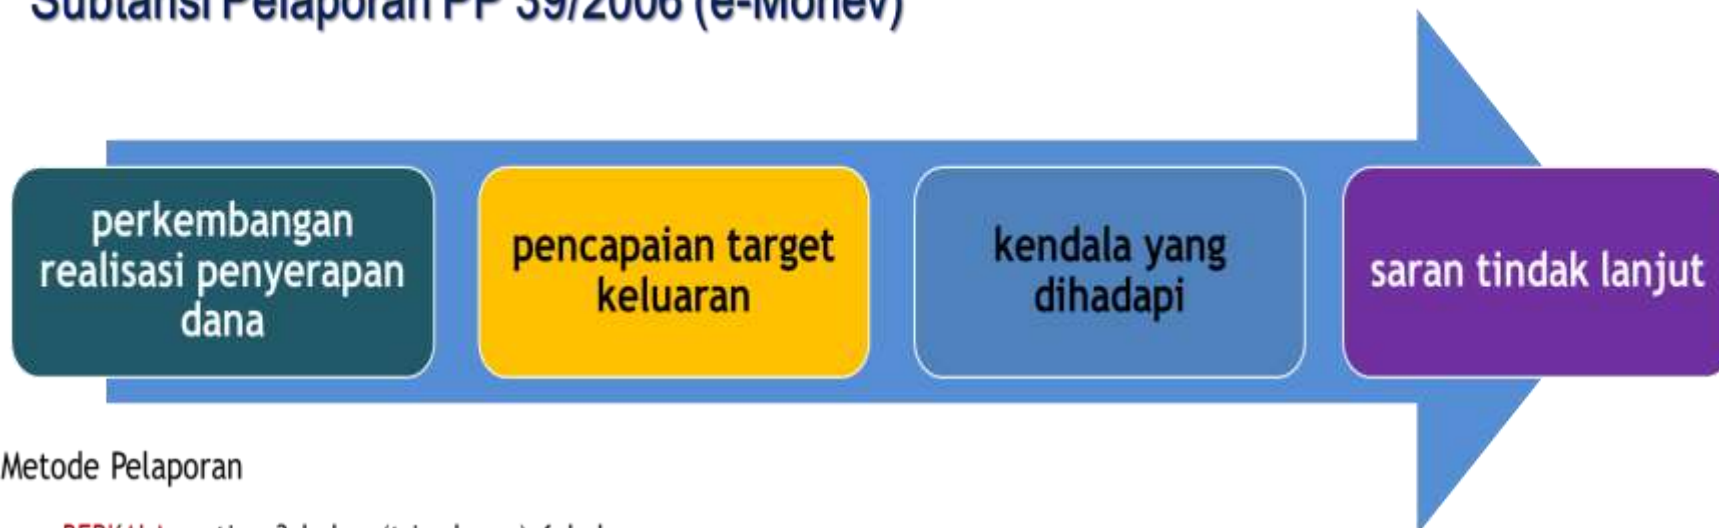 Subtansi Pelaporan PP 39/2006 (e-Monev)
perkembangan
realisasi penyerapan
dana
pencapaian target
keluaran
kendala yang
dihadapi
saran tindak lanjut
Metode Pelaporan